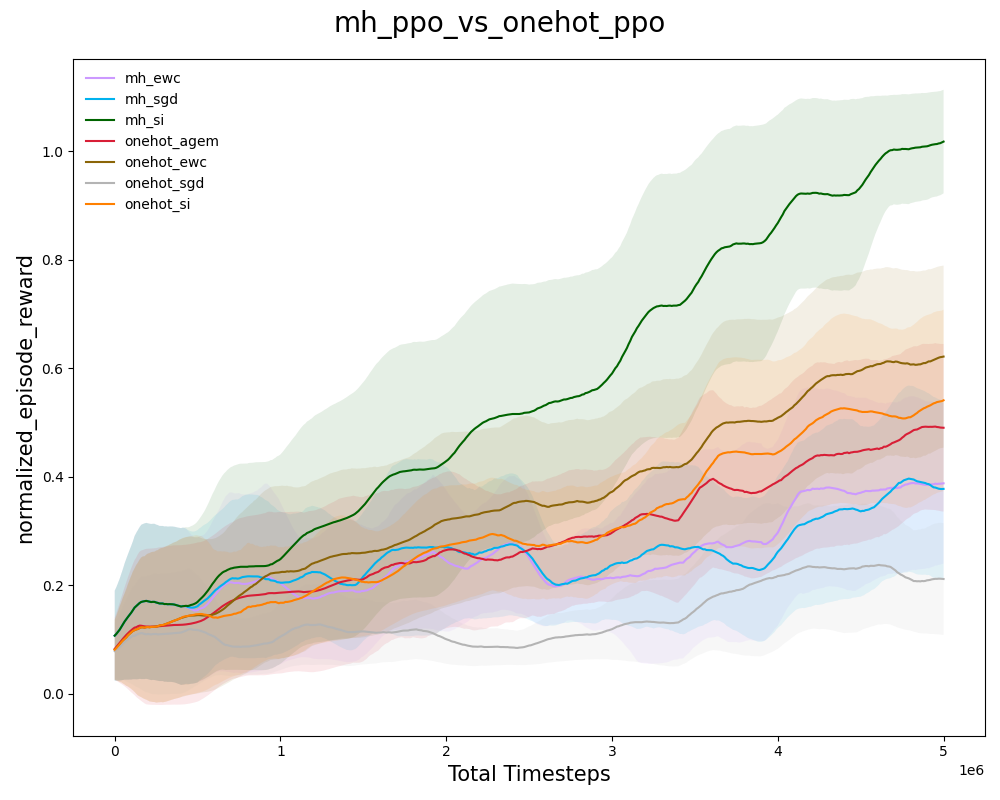 mh_ppo_vs_onehot_ppo
mh_ewc
mh_sgd
mh_si
onehot_agem
onehot_ewc
onehot_sgd
onehot_si
normalized_episode_reward
1.0
0.8
0.6
0.4
0.2
0.0
0 1 2 3 4 5
1e6
Total Timesteps